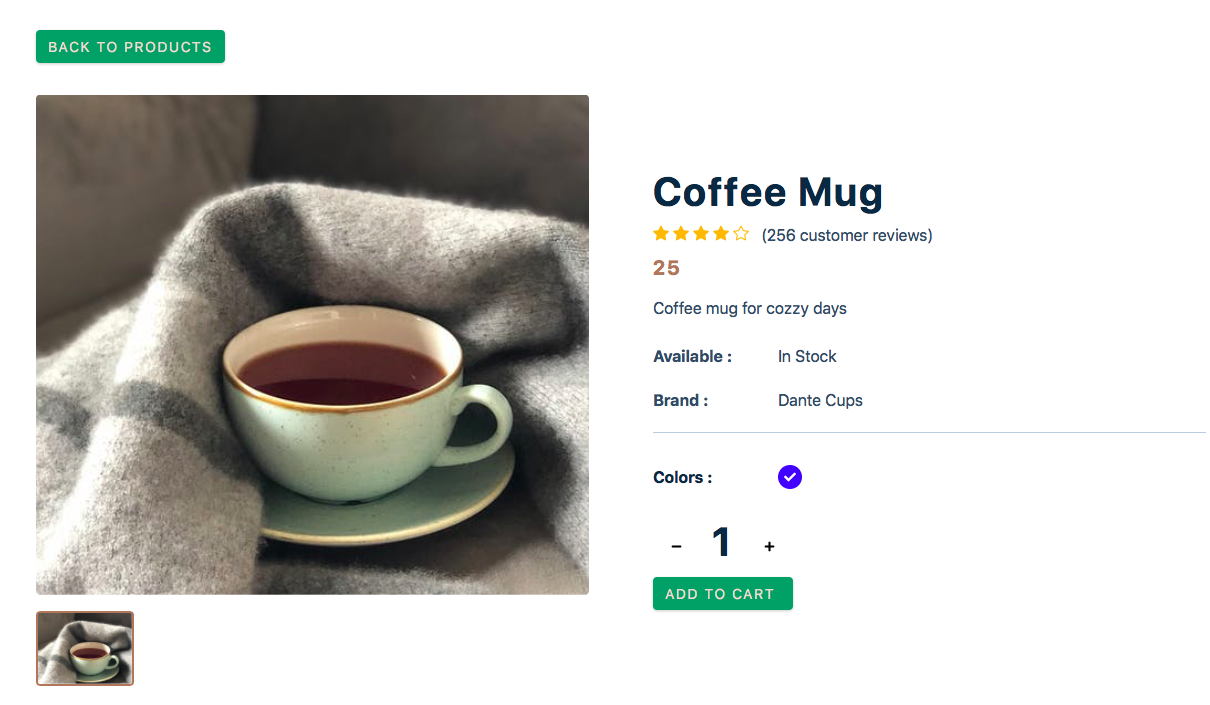 BACK TO PRODUCTS
Coffee Mug
(256 customer reviews)
25
Coffee mug for cozzy days
Available : In Stock
Brand : Dante Cups
Colors :
- 1 +
ADD TO CART